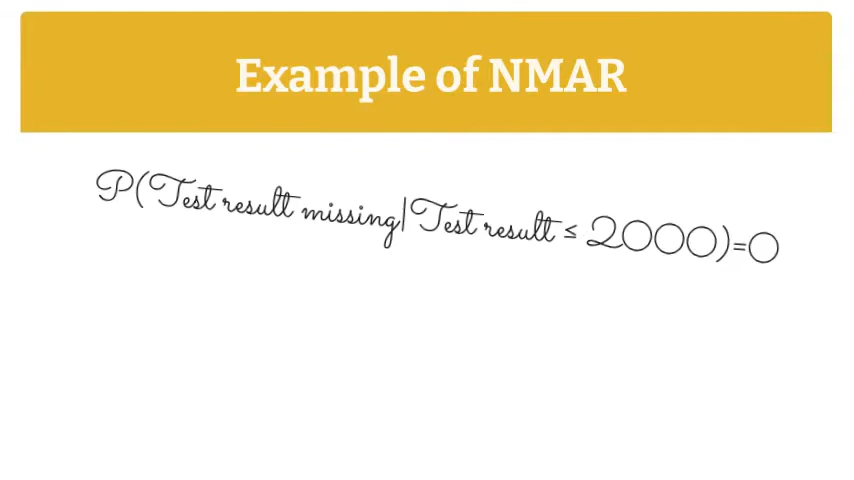 Example of NMAR
P(Test result missing|Test result ≤ 2000)=0